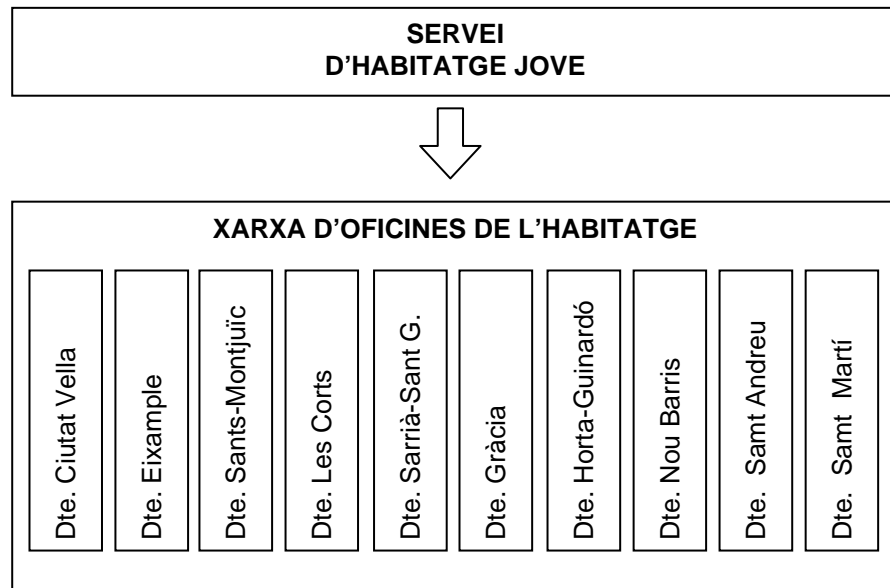 SERVEI
D’HABITATGE JOVE
XARXA D’OFICINES DE L’HABITATGE
Dte. Ciutat Vella
Dte. Eixample
Dte. Sants-Montjuïc
Dte. Les Corts
Dte. Sarrià-Sant G.
Dte. Gràcia
Dte. Horta-Guinardó
Dte. Nou Barris
Dte. Samt Andreu
Dte. Samt Martí